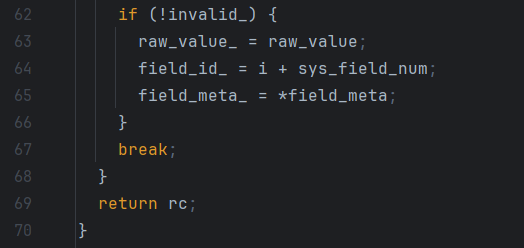 62 if (!invalid_) {
63 raw_value_ = raw_value;
64 field_id_ = i + sys_field_num;
65 field_meta_ = *field_meta;
66 }
67 break;
68 }
69 return rc;
70 }